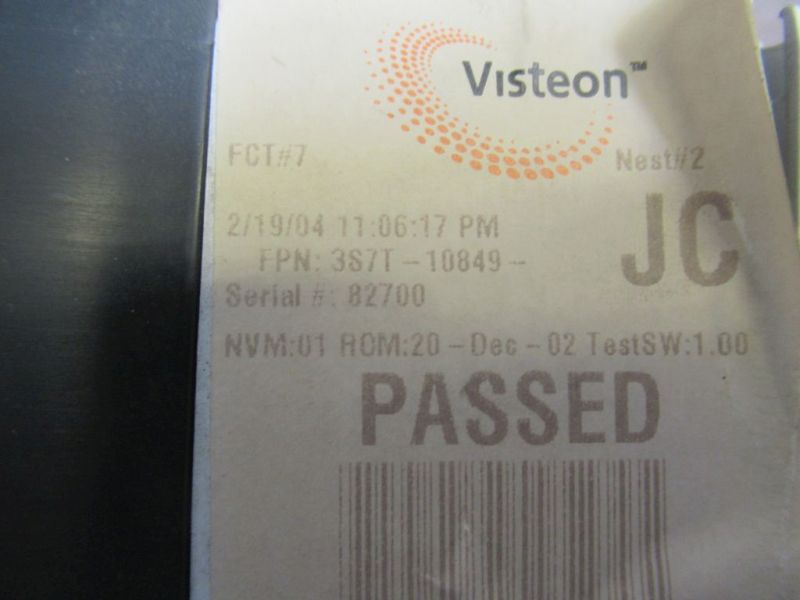 Visteon™
FCT#7 Nest#2
2/19/04 11:06:17 PM
JC
FPN: 3S7T-10849-
Serial #: 82700
NVM:01 ROM:20-Dec-02 TestSW:1.00
PASSED